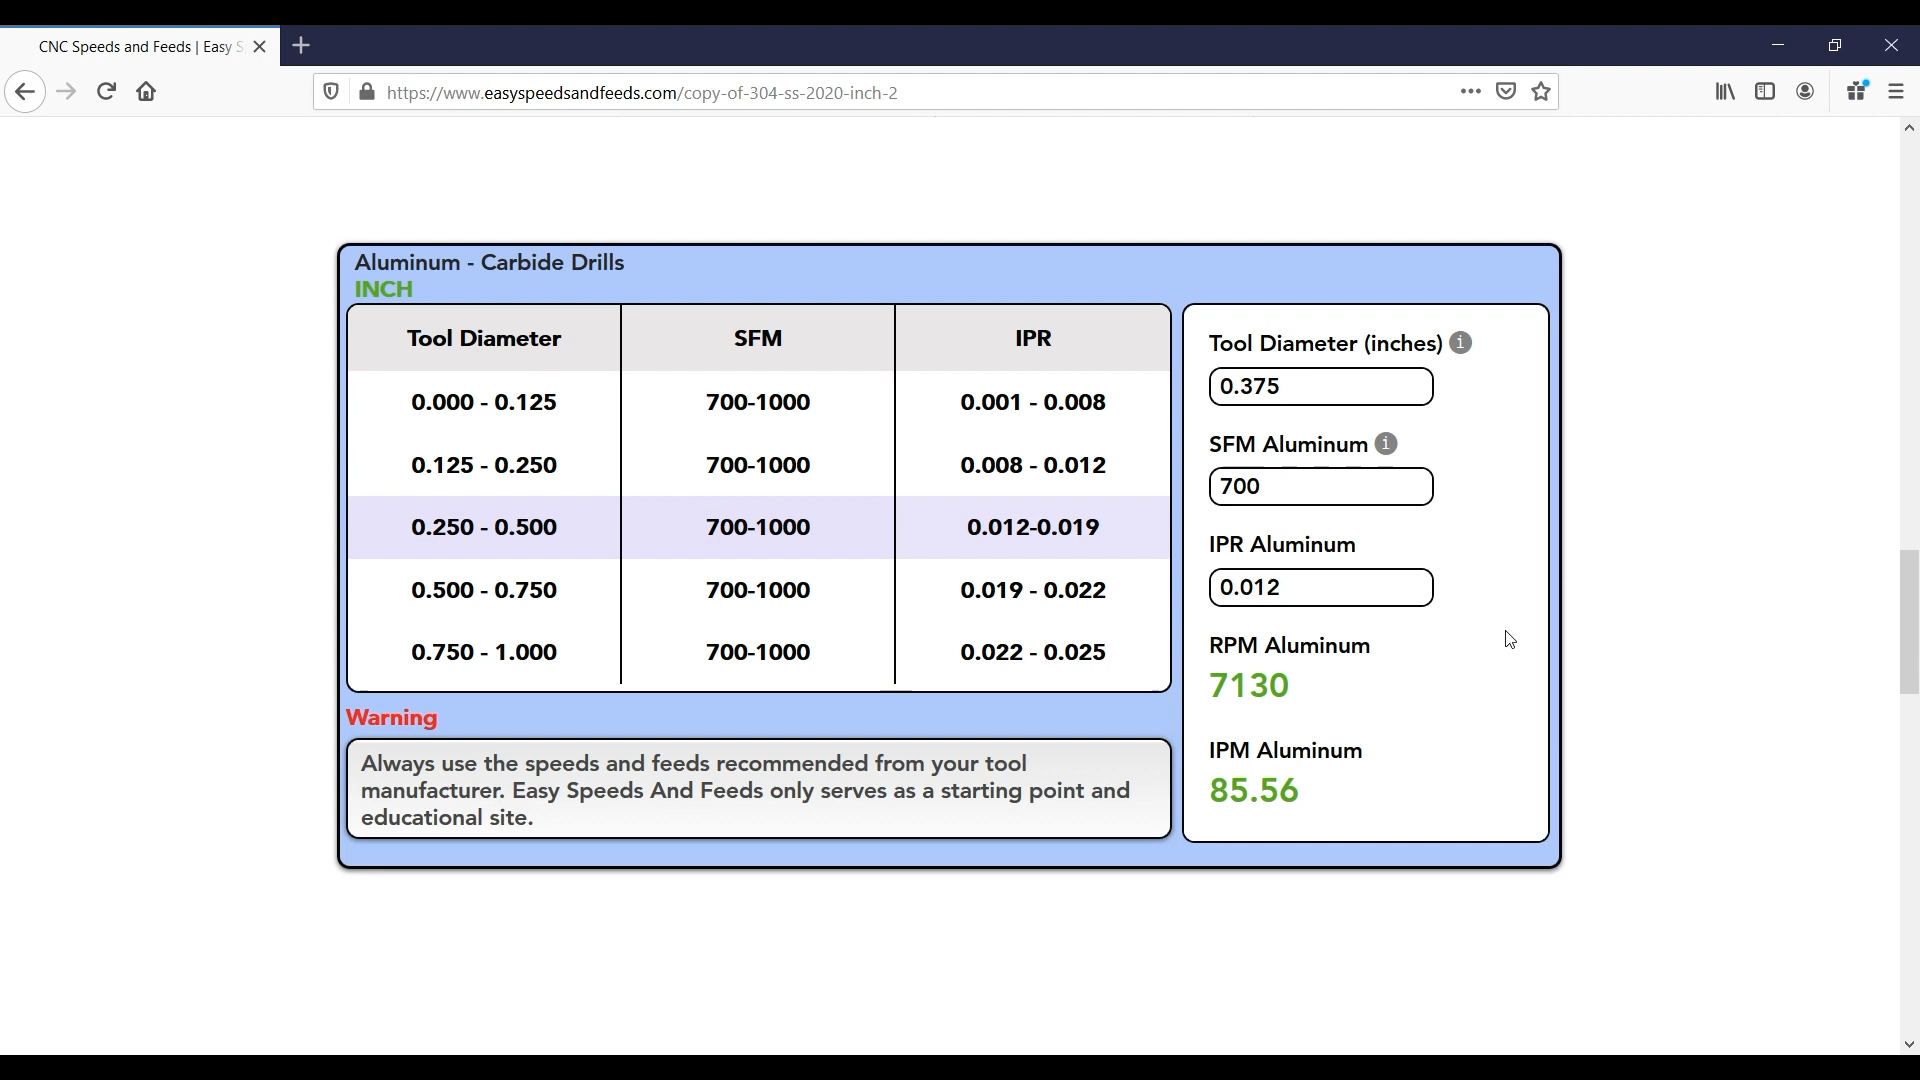 CNC Speeds and Feeds | Easy S
https://www.easyspeedsandfeeds.com/copy-of-304-ss-2020-inch-2
Aluminum - Carbide Drills
INCH
Tool Diameter SFM IPR
0.000 - 0.125 700-1000 0.001 - 0.008
0.125 - 0.250 700-1000 0.008 - 0.012
0.250 - 0.500 700-1000 0.012-0.019
0.500 - 0.750 700-1000 0.019 - 0.022
0.750 - 1.000 700-1000 0.022 - 0.025
Warning
Always use the speeds and feeds recommended from your tool
manufacturer. Easy Speeds And Feeds only serves as a starting point and
educational site.
Tool Diameter (inches) i
0.375
SFM Aluminum i
700
IPR Aluminum
0.012
RPM Aluminum
7130
IPM Aluminum
85.56